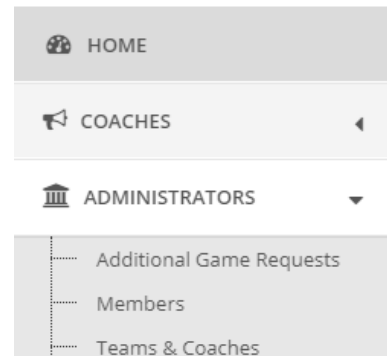 HOME
COACHES
ADMINISTRATORS
Additional Game Requests
Members
Teams & Coaches